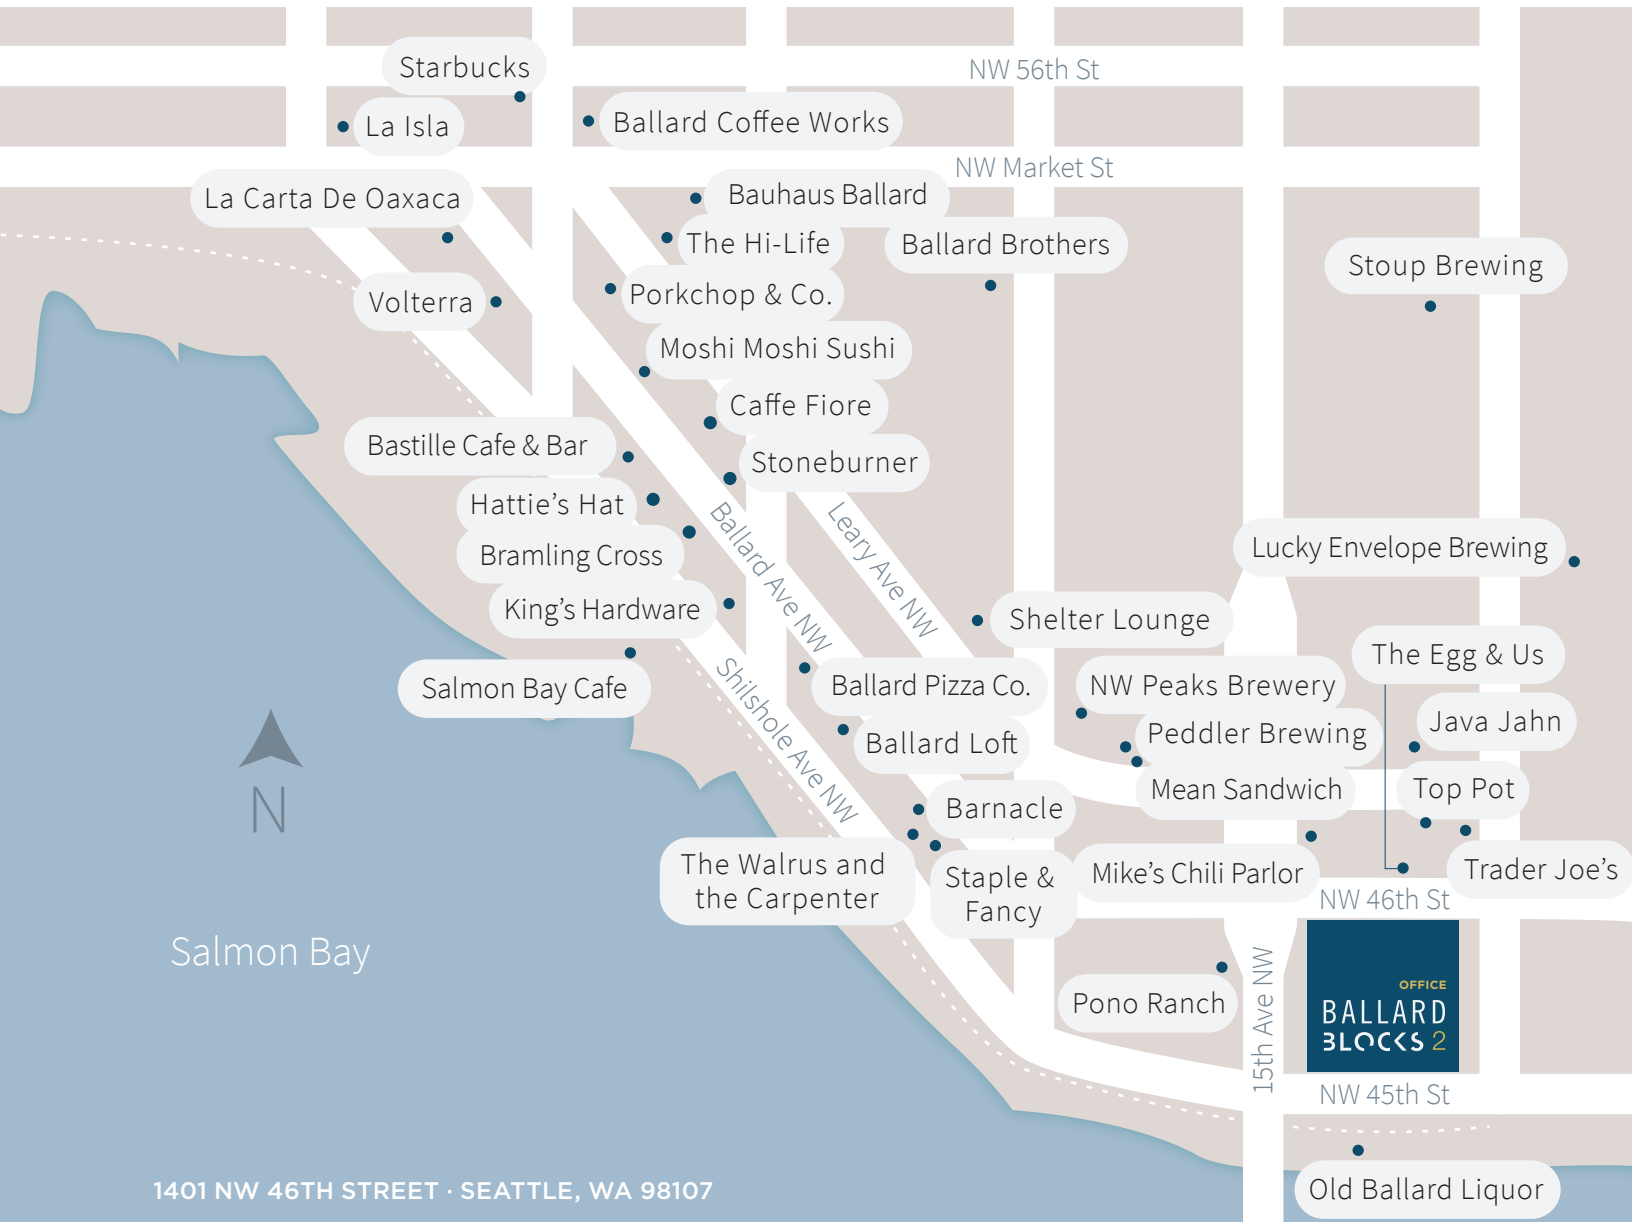 Starbucks
NW 56th St
La Isla
Ballard Coffee Works
NW Market St
La Carta De Oaxaca
Bauhaus Ballard
The Hi-Life
Ballard Brothers
Stoup Brewing
Volterra
Porkchop & Co.
Moshi Moshi Sushi
Caffe Fiore
Bastille Cafe & Bar
Stoneburner
Hattie’s Hat
Ballard Ave NW
Leary Ave NW
Lucky Envelope Brewing
Bramling Cross
King’s Hardware
Shelter Lounge
The Egg & Us
Salmon Bay Cafe
Shilshole Ave NW
Ballard Pizza Co.
NW Peaks Brewery
Java Jahn
Peddler Brewing
Ballard Loft
Mean Sandwich
Top Pot
N
Barnacle
The Walrus and
the Carpenter
Staple &
Fancy
Mike’s Chili Parlor
Trader Joe’s
NW 46th St
Salmon Bay
Pono Ranch
15th Ave NW
OFFICE
BALLARD
BLOCKS 2
NW 45th St
Old Ballard Liquor
1401 NW 46TH STREET · SEATTLE, WA 98107